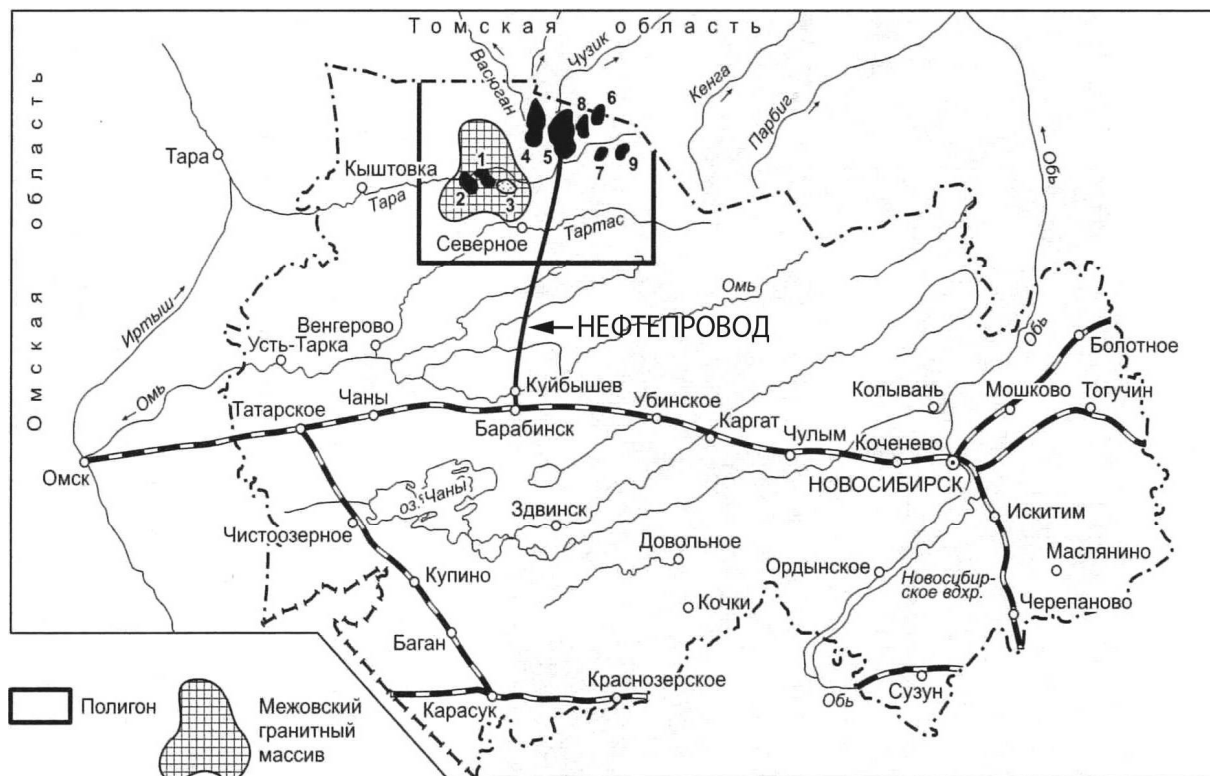 Томская область
Омская область
Васюган
Чузик
Кенга
Парбиг
Обь
8
6
4
5
7
9
1
2
3
Тара
Кыштовка
Тара
Северное
Тартас
Иртыш
Омь
НЕФТЕПРОВОД
Венгерово
Усть-Тарка
Обь
Болотное
Омь
Куйбышев
Колывань
Мошково
Тогучин
Татарское
Чаны
Барабинск
Убинское
Каргат
Чулым
Коченево
Омск
НОВОСИБИРСК
оз. Чаны
Здвинск
Искитим
Чистоозерное
Довольное
Ордынское
Маслянино
Купино
Новосибир-
ское вдхр.
Кочки
Черепаново
Баган
Краснозерское
Карасук
Обь
Сузун
Полигон
Межовский
гранитный
массив